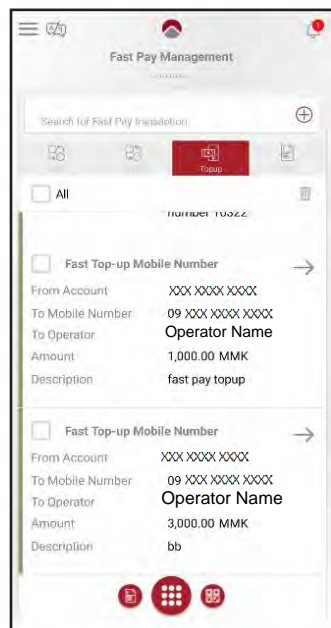 1
Fast Pay Management
Search for Fast Pay transaction
Topup
All
number 10322
Fast Top-up Mobile Number
From Account XXX XXXX XXXX
To Mobile Number 09 XXX XXXX XXXX
To Operator Operator Name
Amount 1,000.00 MMK
Description fast pay topup
Fast Top-up Mobile Number
From Account XXX XXXX XXXX
To Mobile Number 09 XXX XXXX XXXX
To Operator Operator Name
Amount 3,000.00 MMK
Description bb